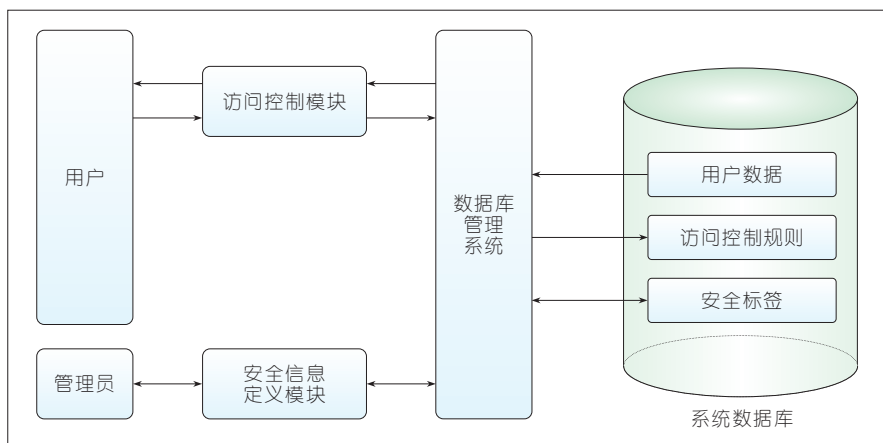 用户
访问控制模块
数据库
管理
系统
用户数据
访问控制规则
安全标签
管理员
安全信息
定义模块
系统数据库